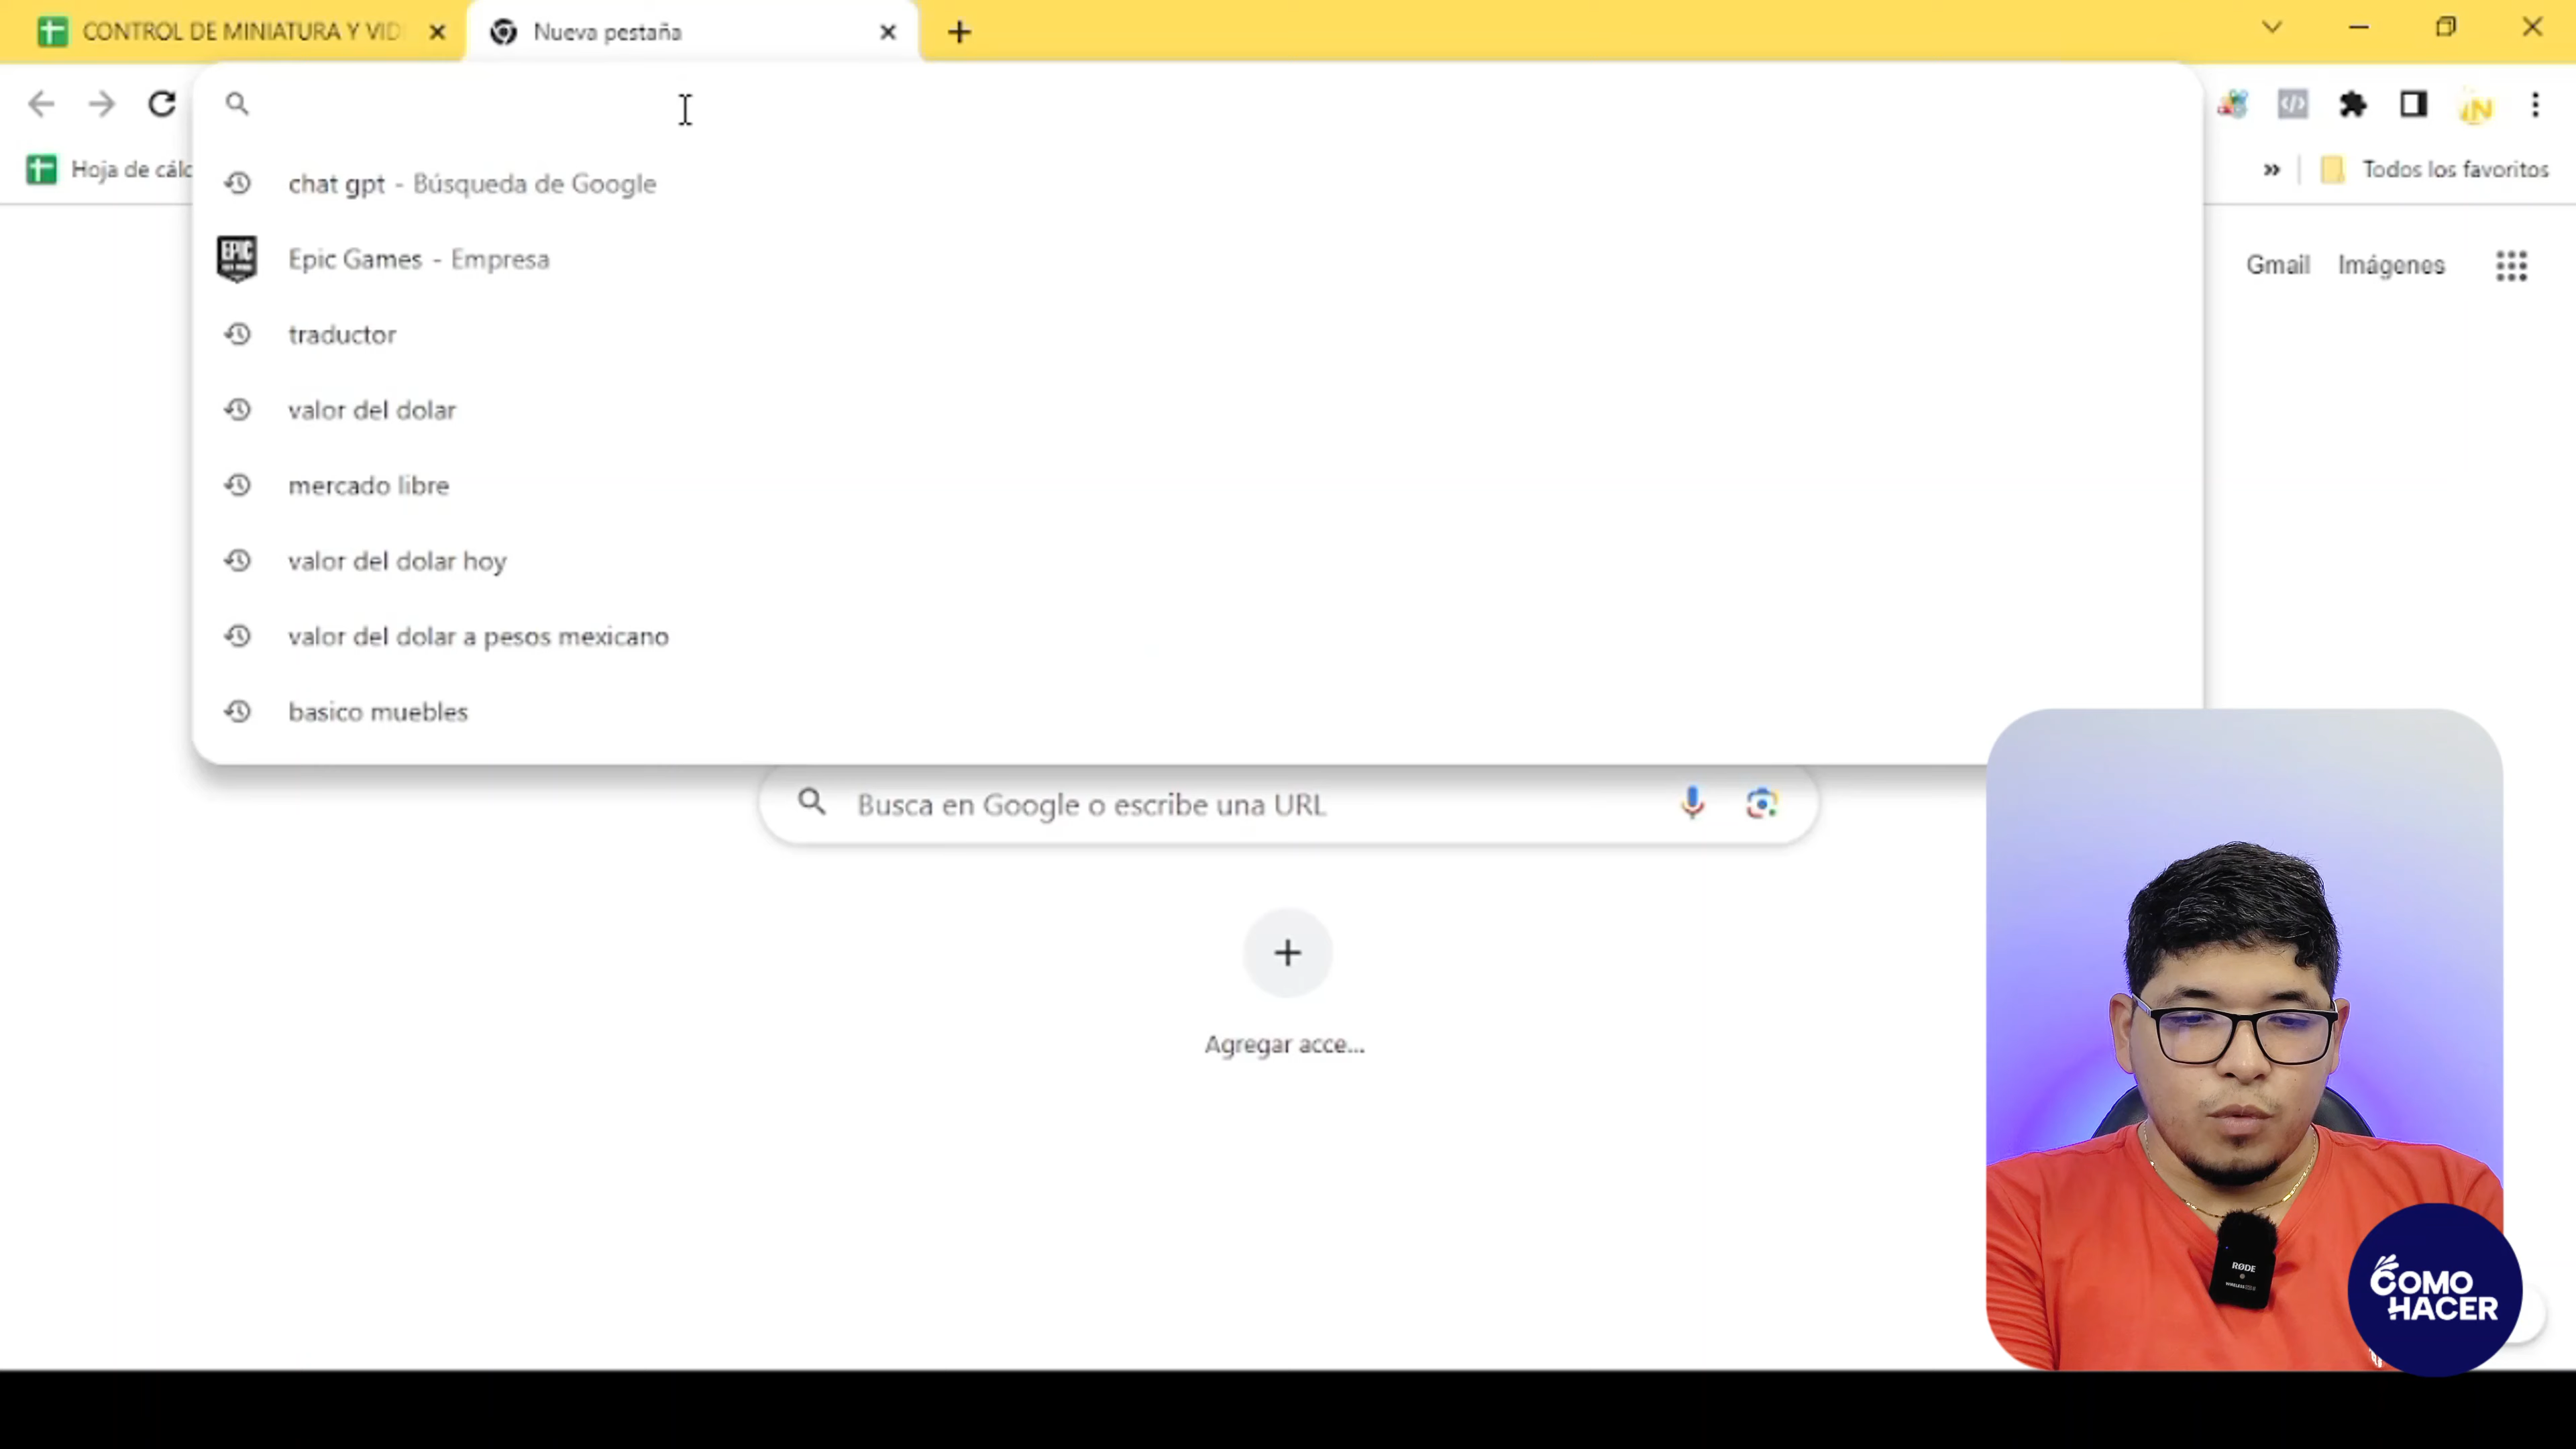 CONTROL DE MINIATURA Y VID
Nueva pestaña
Hoja de cálc
Todos los favoritos
chat gpt - Búsqueda de Google
EPIC
Epic Games - Empresa
Gmail
Imágenes
traductor
valor del dolar
mercado libre
valor del dolar hoy
valor del dolar a pesos mexicano
basico muebles
Busca en Google o escribe una URL
Agregar acce...
RØDE
COMO
HACER